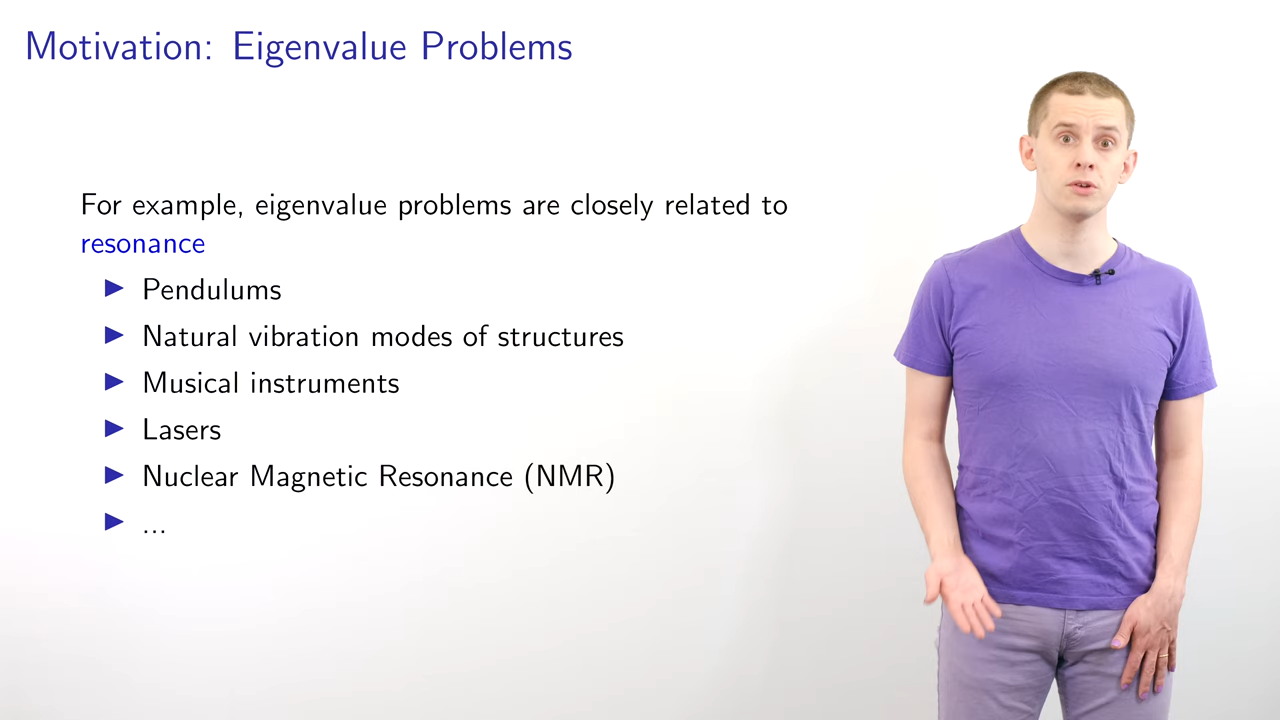 Motivation: Eigenvalue Problems
For example, eigenvalue problems are closely related to
resonance
▶ Pendulums
▶ Natural vibration modes of structures
▶ Musical instruments
▶ Lasers
▶ Nuclear Magnetic Resonance (NMR)
▶ ...